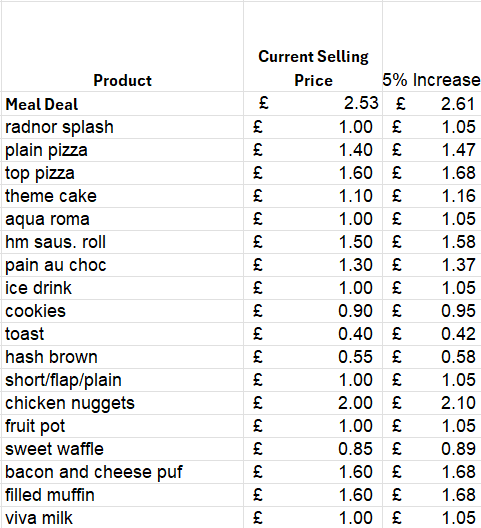 Product Current Selling Price 5% Increase
Meal Deal £ 2.53 £ 2.61
radnor splash £ 1.00 £ 1.05
plain pizza £ 1.40 £ 1.47
top pizza £ 1.60 £ 1.68
theme cake £ 1.10 £ 1.16
aqua roma £ 1.00 £ 1.05
hm saus. roll £ 1.50 £ 1.58
pain au choc £ 1.30 £ 1.37
ice drink £ 1.00 £ 1.05
cookies £ 0.90 £ 0.95
toast £ 0.40 £ 0.42
hash brown £ 0.55 £ 0.58
short/flap/plain £ 1.00 £ 1.05
chicken nuggets £ 2.00 £ 2.10
fruit pot £ 1.00 £ 1.05
sweet waffle £ 0.85 £ 0.89
bacon and cheese puf £ 1.60 £ 1.68
filled muffin £ 1.60 £ 1.68
viva milk £ 1.00 £ 1.05